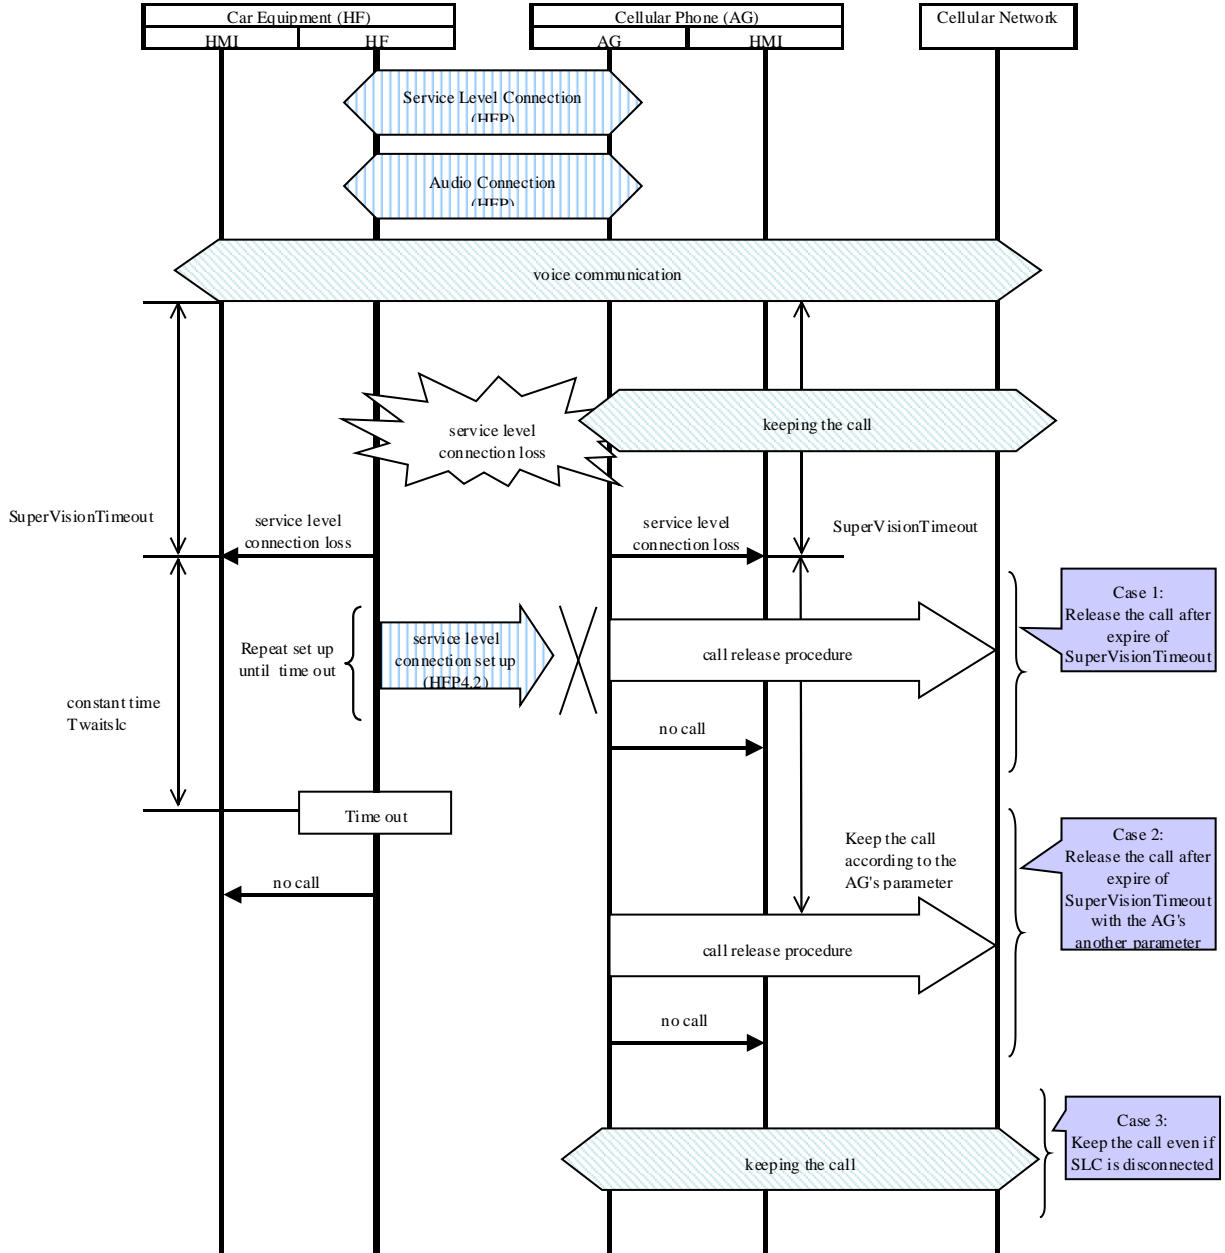 Car Equipment (HF)
Cellular Phone (AG)
Cellular Network
HMI
HF
AG
HMI
Service Level Connection
(HFP)
Audio Connection
(HFP)
voice communication
service level
connection loss
keeping the call
SuperVisionTimeout
service level
connection loss
service level
connection loss
SuperVisionTimeout
Case 1:
Release the call after
expire of
SuperVisionTimeout
Repeat set up
until time out
service level
connection set up
(HFP4.2)
call release procedure
constant time
Twaitslc
no call
Time out
Keep the call
according to the
AG's parameter
Case 2:
Release the call after
expire of
SuperVisionTimeout
with the AG's
another parameter
no call
call release procedure
no call
Case 3:
Keep the call even if
SLC is disconnected
keeping the call